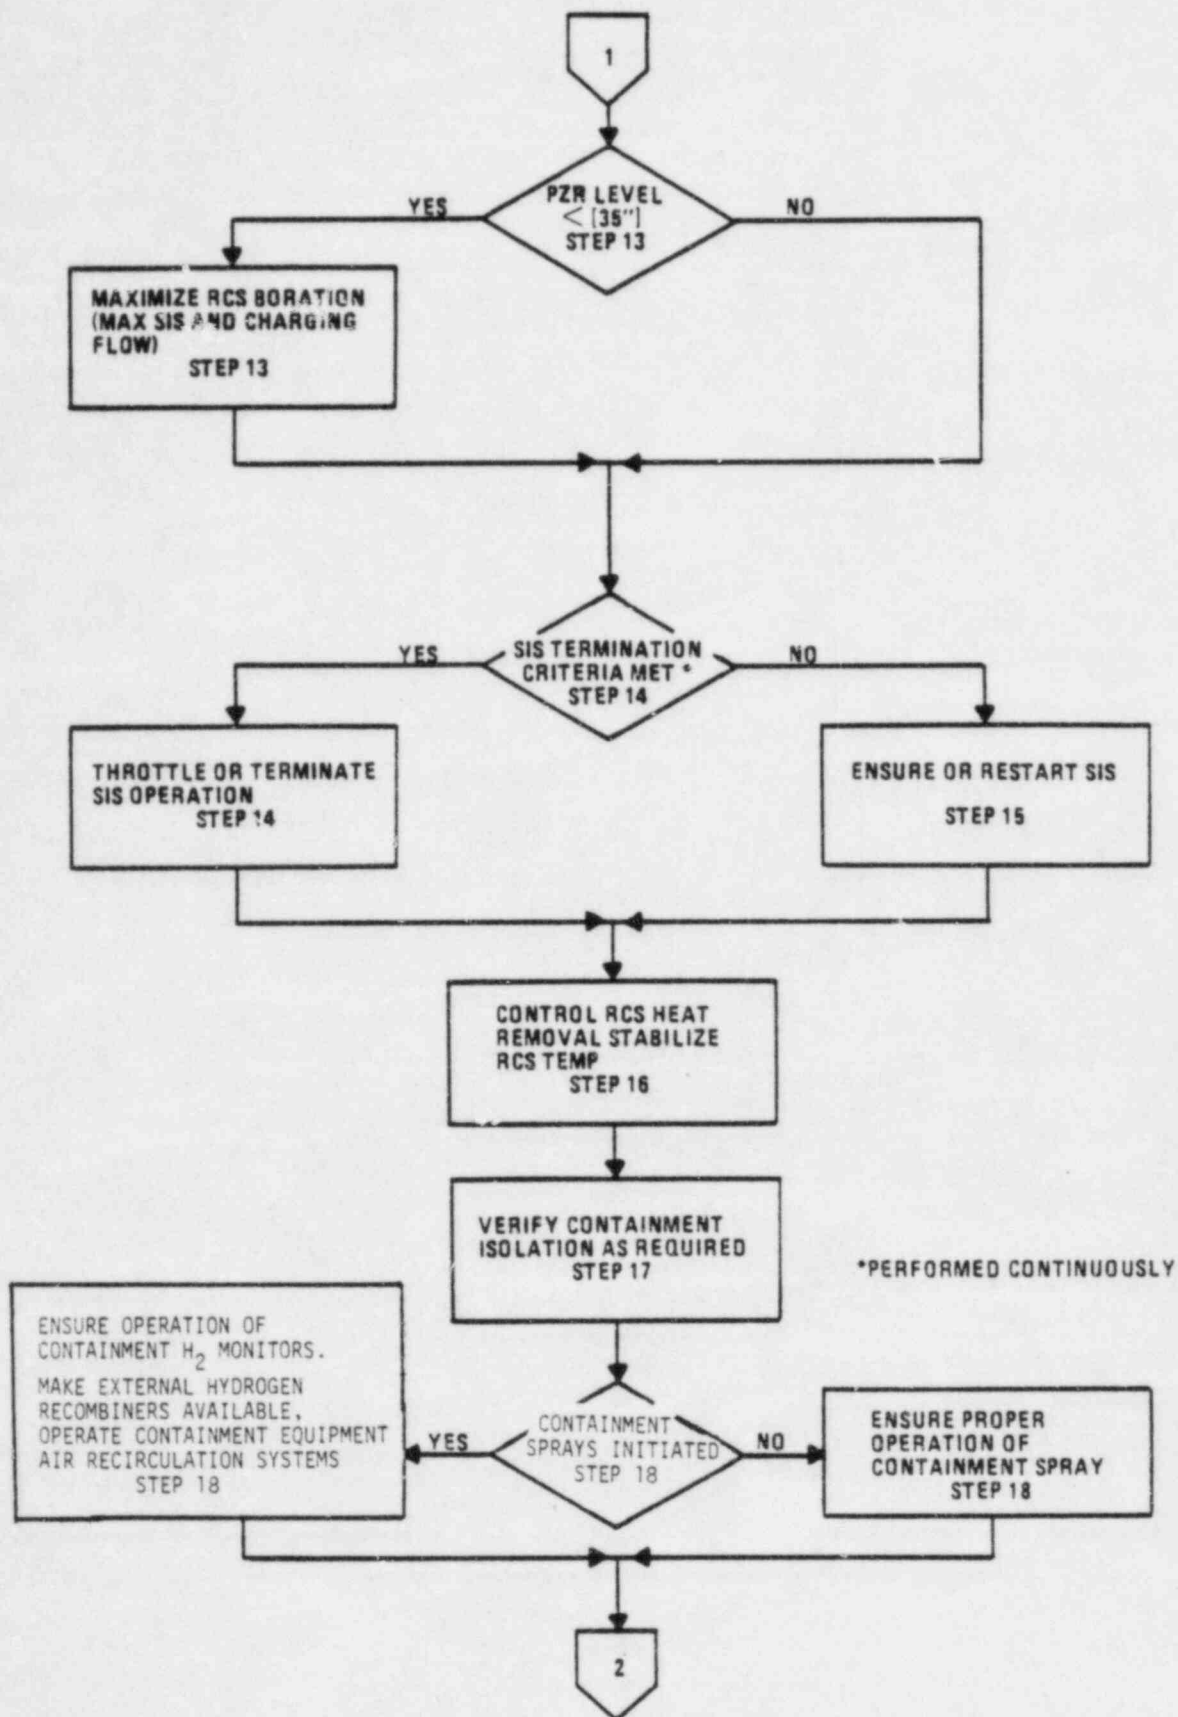 1
PZR LEVEL
< [35"]
STEP 13
YES
NO
MAXIMIZE RCS BORATION
(MAX SIS AND CHARGING
FLOW)
STEP 13
SIS TERMINATION
CRITERIA MET *
STEP 14
YES
NO
THROTTLE OR TERMINATE
SIS OPERATION
STEP 14
ENSURE OR RESTART SIS
STEP 15
CONTROL RCS HEAT
REMOVAL STABILIZE
RCS TEMP
STEP 16
VERIFY CONTAINMENT
ISOLATION AS REQUIRED
STEP 17
*PERFORMED CONTINUOUSLY
CONTAINMENT
SPRAYS INITIATED
STEP 18
YES
NO
ENSURE OPERATION OF
CONTAINMENT H2 MONITORS.
MAKE EXTERNAL HYDROGEN
RECOMBINERS AVAILABLE,
OPERATE CONTAINMENT EQUIPMENT
AIR RECIRCULATION SYSTEMS
STEP 18
ENSURE PROPER
OPERATION OF
CONTAINMENT SPRAY
STEP 18
2